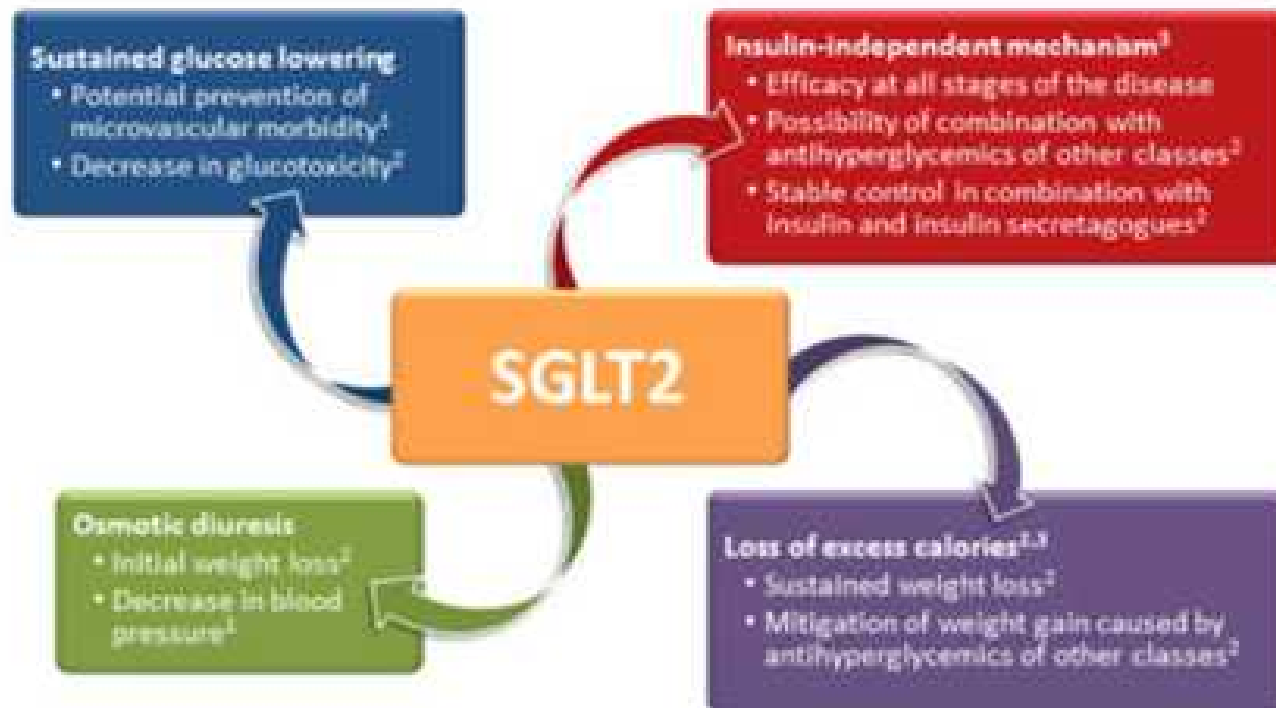 Sustained glucose lowering
• Potential prevention of
microvascular morbidity¹
• Decrease in glucotoxicity²
Insulin-independent mechanism³
• Efficacy at all stages of the disease
• Possibility of combination with
antihyperglycemics of other classes²
• Stable control in combination with
insulin and insulin secretagogues²
SGLT2
Osmotic diuresis
• Initial weight loss²
• Decrease in blood
pressure¹
Loss of excess calories²,³
• Sustained weight loss²
• Mitigation of weight gain caused by
antihyperglycemics of other classes²